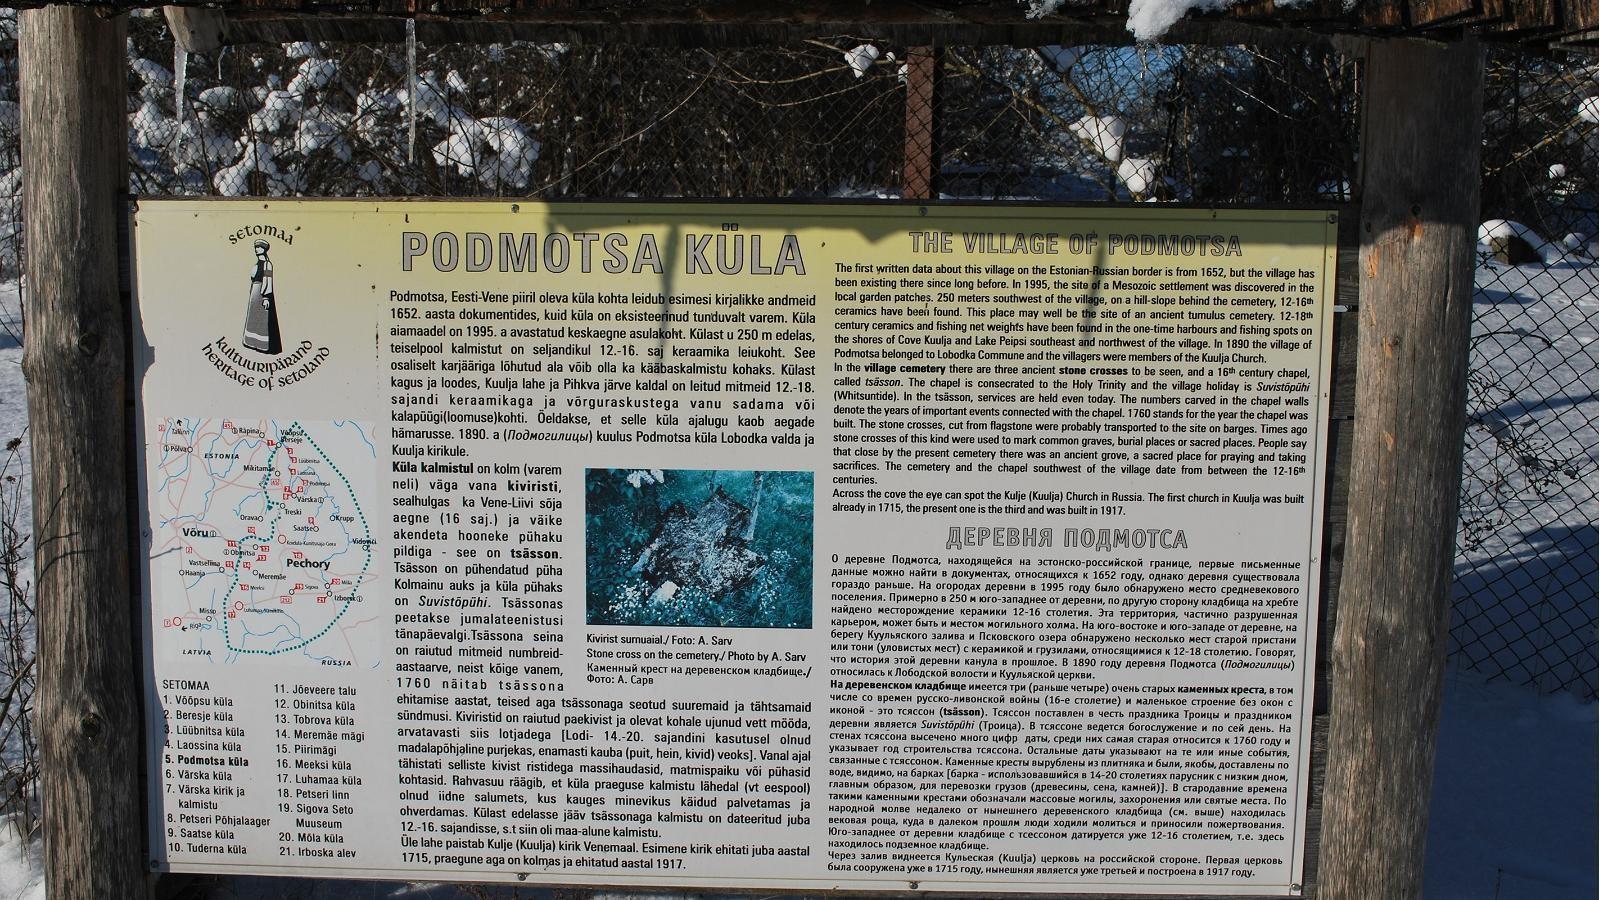 setomaa
kultuuripärand
heritage of setoland
PODMOTSA KÜLA
Podmotsa, Eesti-Vene piiril oleva küla kohta leidub esimesi kirjalikke andmeid
1652. aasta dokumentides, kuid küla on eksisteerinud tunduvalt varem. Küla
aiamaadel on 1995. a avastatud keskaegne asulakoht. Külast u 250 m edelas,
teiselpool kalmistut on seljandikul 12.-16. saj keraamika leiukoht. See
osaliselt karjääriga lõhutud ala võib olla ka kääbaskalmistu kohaks. Külast
kagus ja loodes, Kuulja lahe ja Pihkva järve kaldal on leitud mitmeid 12.-18.
sajandi keraamikaga ja võrguraskustega vanu sadama või
kalapüügi(loomuse)kohti. Öeldakse, et selle küla ajalugu kaob aegade
hämarusse. 1890. a (Подмогилицы) kuulus Podmotsa küla Lobodka valda ja
Kuulja kirikule.
Küla kalmistul on kolm (varem
neli) väga vana kiviristi,
sealhulgas ka Vene-Liivi sõja
aegne (16 saj.) ja väike
akendeta hooneke pühaku
pildiga - see on tsässon.
Tsässon on pühendatud püha
Kolmainu auks ja küla pühaks
on Suvistõpühi. Tsässonas
peetakse jumalateenistusi
tänapäevalgi.Tsässona seina
on raiutud mitmeid numbreid-
aastaarve, neist kõige vanem,
1760 näitab tsässona
ehitamise aastat, teised aga tsässonaga seotud suuremaid ja tähtsamaid
sündmusi. Kiviristid on raiutud paekivist ja olevat kohale ujunud vett mööda,
arvatavasti siis lotjadega [Lodi- 14.-20. sajandini kasutusel olnud
madalapõhjaline purjekas, enamasti kauba (puit, hein, kivid) veoks]. Vanal ajal
tähistati selliste kivist ristidega massihaudasid, matmispaiku või pühasid
kohtasid. Rahvasuu räägib, et küla praeguse kalmistu lähedal (vt eespool)
olnud iidne salumets, kus kauges minevikus käidud palvetamas ja
ohverdamas. Külast edelasse jääv tsässonaga kalmistu on dateeritud juba
12.-16. sajandisse, s.t siin oli maa-alune kalmistu.
Üle lahe paistab Kulje (Kuulja) kirik Venemaal. Esimene kirik ehitati juba aastal
1715, praegune aga on kolmas ja ehitatud aastal 1917.
Kivirist surnuaial./ Foto: A. Sarv
Stone cross on the cemetery./ Photo by A. Sarv
Каменный крест на деревенском кладбище./
Фото: А. Сарв
THE VILLAGE OF PODMOTSA
The first written data about this village on the Estonian-Russian border is from 1652, but the village has
been existing there since long before. In 1995, the site of a Mesozoic settlement was discovered in the
local garden patches. 250 meters southwest of the village, on a hill-slope behind the cemetery, 12-16th
ceramics have been found. This place may well be the site of an ancient tumulus cemetery. 12-18th
century ceramics and fishing net weights have been found in the one-time harbours and fishing spots on
the shores of Cove Kuulja and Lake Peipsi southeast and northwest of the village. In 1890 the village of
Podmotsa belonged to Lobodka Commune and the villagers were members of the Kuulja Church.
In the village cemetery there are three ancient stone crosses to be seen, and a 16th century chapel,
called tsässon. The chapel is consecrated to the Holy Trinity and the village holiday is Suvistõpühi
(Whitsuntide). In the tsässon, services are held even today. The numbers carved in the chapel walls
denote the years of important events connected with the chapel. 1760 stands for the year the chapel was
built. The stone crosses, cut from flagstone were probably transported to the site on barges. Times ago
stone crosses of this kind were used to mark common graves, burial places or sacred places. People say
that close by the present cemetery there was an ancient grove, a sacred place for praying and taking
sacrifices. The cemetery and the chapel southwest of the village date from between the 12-16th
centuries.
Across the cove the eye can spot the Kulje (Kuulja) Church in Russia. The first church in Kuulja was built
already in 1715, the present one is the third and was built in 1917.
ДЕРЕВНЯ ПОДМОТСА
О деревне Подмотса, находящейся на эстонско-российской границе, первые письменные
данные можно найти в документах, относящихся к 1652 году, однако деревня существовала
гораздо раньше. На огородах деревни в 1995 году было обнаружено место средневекового
поселения. Примерно в 250 м юго-западнее от деревни, по другую сторону кладбища на хребте
найдено месторождение керамики 12-16 столетия. Эта территория, частично разрушенная
карьером, может быть и местом могильного холма. На юго-востоке и юго-западе от деревне, на
берегу Куульяского залива и Псковского озера обнаружено несколько мест старой пристани
или тони (уловистых мест) с керамикой и грузилами, относящимися к 12-18 столетию. Говорят,
что история этой деревни канула в прошлое. В 1890 году деревня Подмотса (Подмогилицы)
относилась к Лободской волости и Куульяской церкви.
На деревенском кладбище имеется три (раньше четыре) очень старых каменных креста, в том
числе со времен русско-ливонской войны (16-е столетие) и маленькое строение без окон с
иконой - это тсяссон (tsässon). Тсяссон поставлен в честь праздника Троицы и праздником
деревни является Suvistõpühi (Троица). В тсяссоне ведется богослужение и по сей день. На
стенах тсяссона высечено много цифр даты, среди них самая старая относится к 1760 году и
указывает год строительства тсяссона. Остальные даты указывают на те или иные события,
связанные с тсяссоном. Каменные кресты вырублены из плитняка и были, якобы, доставлены по
воде, видимо, на барках [барка - использовавшийся в 14-20 столетиях парусник с низким дном,
главным образом, для перевозки грузов (древесины, сена, камней)]. В стародавние времена
такими каменными крестами обозначали массовые могилы, захоронения или святые места. По
народной молве недалеко от нынешнего деревенского кладбища (см. выше) находилась
вековая роща, куда в далеком прошлм люди ходили молиться и приносили пожертвования.
Юго-западнее от деревни кладбище с тсессоном датируется уже 12-16 столетием, т.е. здесь
находилось подземное кладбище.
Через залив виднеется Кульеская (Kuulja) церковь на российской стороне. Первая церковь
была сооружена уже в 1715 году, нынешняя является уже третьей и построена в 1917 году.
Tallinn
Räpina
Võõpsu
Beresje
Põlva
ESTONIA
Lüübnitsa
Mikitamäe
Podmotsa
Värska
Treski
Orava
Saatse
Krupp
Võru
Obinitsa
Vidovizi
Vastseliina
Pechory
Haanja
Meremäe
Meeksi
Sigova
Mõla
Izborsk
Misso
Riga
LATVIA
RUSSIA
SETOMAA
1. Võõpsu küla
2. Beresje küla
3. Lüübnitsa küla
4. Laossina küla
5. Podmotsa küla
6. Värska küla
7. Värska kirik ja
kalmistu
8. Petseri Põhjalaager
9. Saatse küla
10. Tuderna küla
11. Jõeveere talu
12. Obinitsa küla
13. Tobrova küla
14. Meremäe mägi
15. Piirimägi
16. Meeksi küla
17. Luhamaa küla
18. Petseri linn
19. Sigova Seto
Muuseum
20. Mõla küla
21. Irboska alev